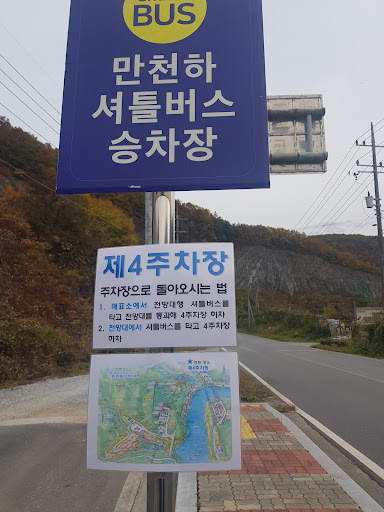 BUS
만천하
셔틀버스
승차장
제4주차장
주차장으로 돌아오시는 법
1. 매표소에서 전망대행 셔틀버스를
타고 전망대를 통과해 4주차장 하차
2. 전망대에서 셔틀버스를 타고 4주차장
하차
제4주차장